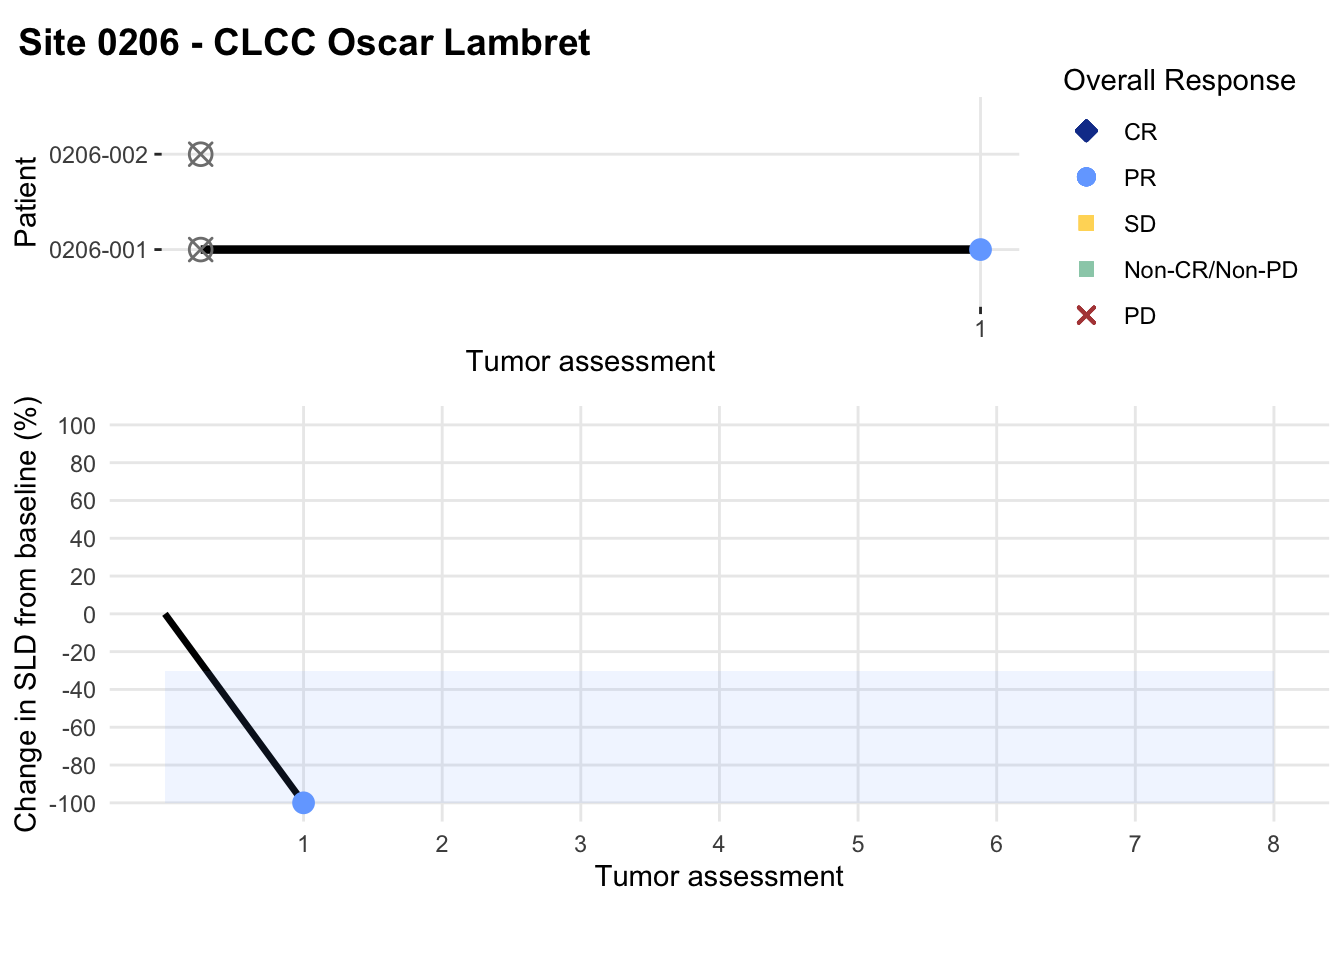 Site 0206 - CLCC Oscar Lambret
Patient
0206-002
0206-001
1
Tumor assessment
Overall Response
CR
PR
SD
Non-CR/Non-PD
PD
Change in SLD from baseline (%)
100
80
60
40
20
0
-20
-40
-60
-80
-100
1 2 3 4 5 6 7 8
Tumor assessment